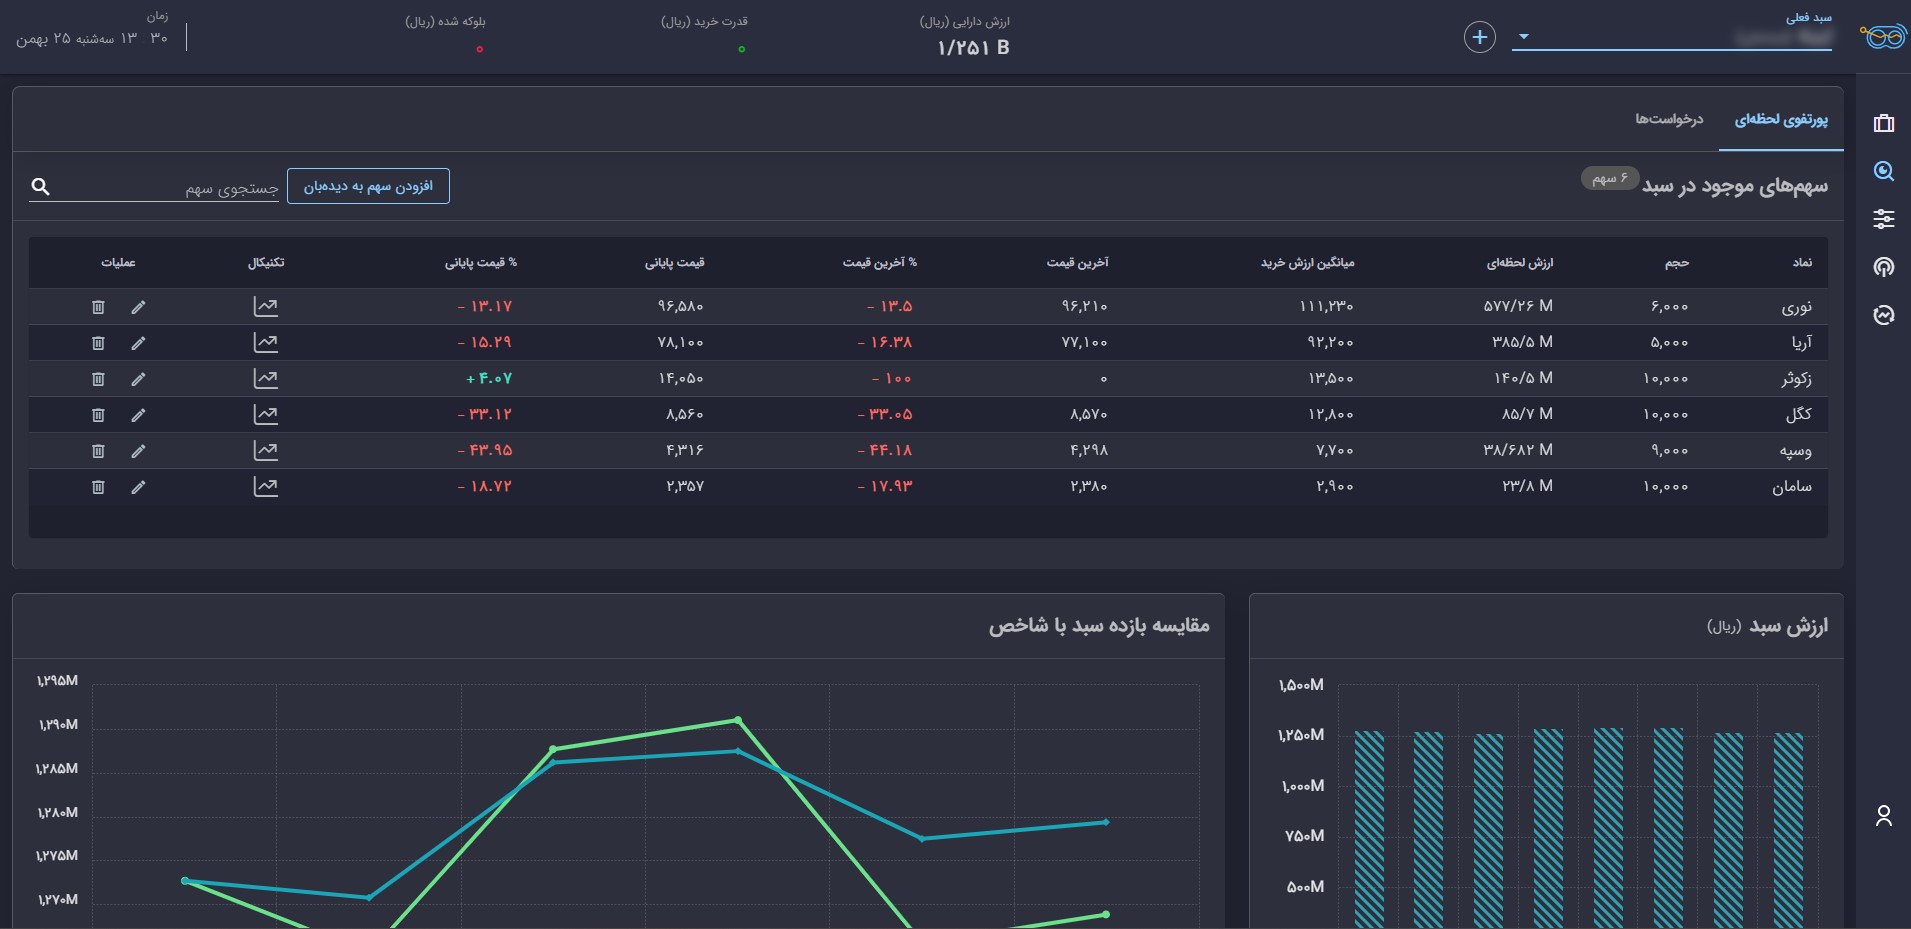 سبد فعلی
ارزش دارایی (ریال)
۱/۲۵۱ B
قدرت خرید (ریال)
۰
بلوکه شده (ریال)
۰
زمان
سه‌شنبه ۲۵ بهمن ۱۳ ۳۰
پورتفوی لحظه‌ای درخواست‌ها
سهم‌های موجود در سبد ۶ سهم افزودن سهم به دیده‌بان جستجوی سهم
نماد حجم ارزش لحظه‌ای میانگین ارزش خرید آخرین قیمت % آخرین قیمت قیمت پایانی % قیمت پایانی تکنیکال عملیات
نوری ۶,۰۰۰ ۵۷۷/۲۶ M ۱۱۱,۲۳۰ ۹۶,۲۱۰ − ۱۳.۵ ۹۶,۵۸۰ − ۱۳.۱۷
آریا ۵,۰۰۰ ۳۸۵/۵ M ۹۲,۲۰۰ ۷۷,۱۰۰ − ۱۶.۳۸ ۷۸,۱۰۰ − ۱۵.۲۹
زکوثر ۱۰,۰۰۰ ۱۴۰/۵ M ۱۳,۵۰۰ ۰ − ۱۰۰ ۱۴,۰۵۰ + ۴.۰۷
کگل ۱۰,۰۰۰ ۸۵/۷ M ۱۲,۸۰۰ ۸,۵۷۰ − ۳۳.۰۵ ۸,۵۶۰ − ۳۳.۱۲
وسپه ۹,۰۰۰ ۳۸/۶۸۲ M ۷,۷۰۰ ۴,۲۹۸ − ۴۴.۱۸ ۴,۳۱۶ − ۴۳.۹۵
سامان ۱۰,۰۰۰ ۲۳/۸ M ۲,۹۰۰ ۲,۳۸۰ − ۱۷.۹۳ ۲,۳۵۷ − ۱۸.۷۲
ارزش سبد (ریال)
۱,۵۰۰M
۱,۲۵۰M
۱,۰۰۰M
۷۵۰M
۵۰۰M
مقایسه بازده سبد با شاخص
۱,۲۹۵M
۱,۲۹۰M
۱,۲۸۵M
۱,۲۸۰M
۱,۲۷۵M
۱,۲۷۰M